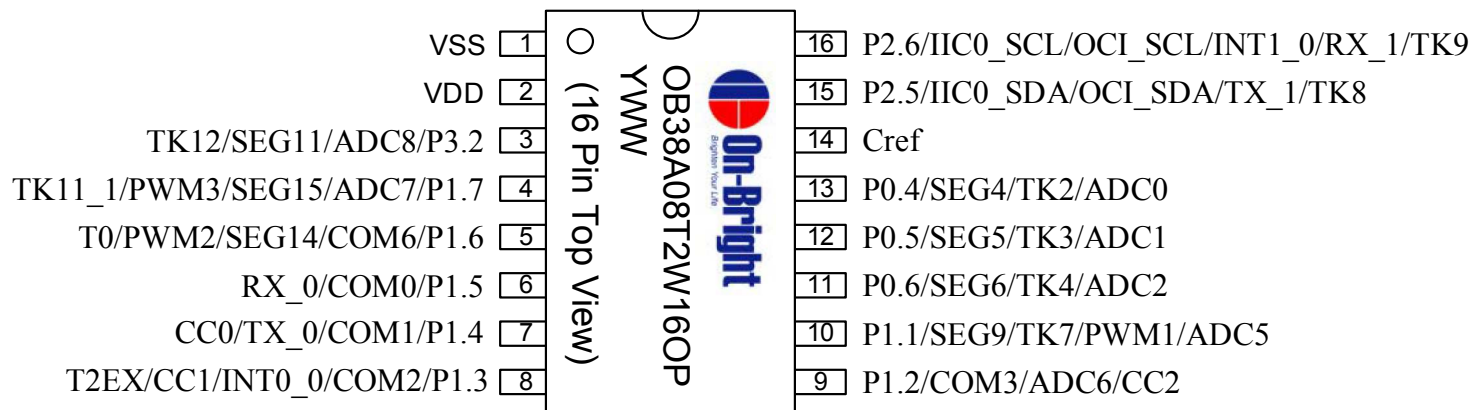 VSS 1
VDD 2
TK12/SEG11/ADC8/P3.2 3
TK11_1/PWM3/SEG15/ADC7/P1.7 4
T0/PWM2/SEG14/COM6/P1.6 5
RX_0/COM0/P1.5 6
CC0/TX_0/COM1/P1.4 7
T2EX/CC1/INT0_0/COM2/P1.3 8
(16 Pin Top View)
YWW
OB38A08T2W16OP
On-Bright
Brighten Your Life
16 P2.6/IIC0_SCL/OCI_SCL/INT1_0/RX_1/TK9
15 P2.5/IIC0_SDA/OCI_SDA/TX_1/TK8
14 Cref
13 P0.4/SEG4/TK2/ADC0
12 P0.5/SEG5/TK3/ADC1
11 P0.6/SEG6/TK4/ADC2
10 P1.1/SEG9/TK7/PWM1/ADC5
9 P1.2/COM3/ADC6/CC2